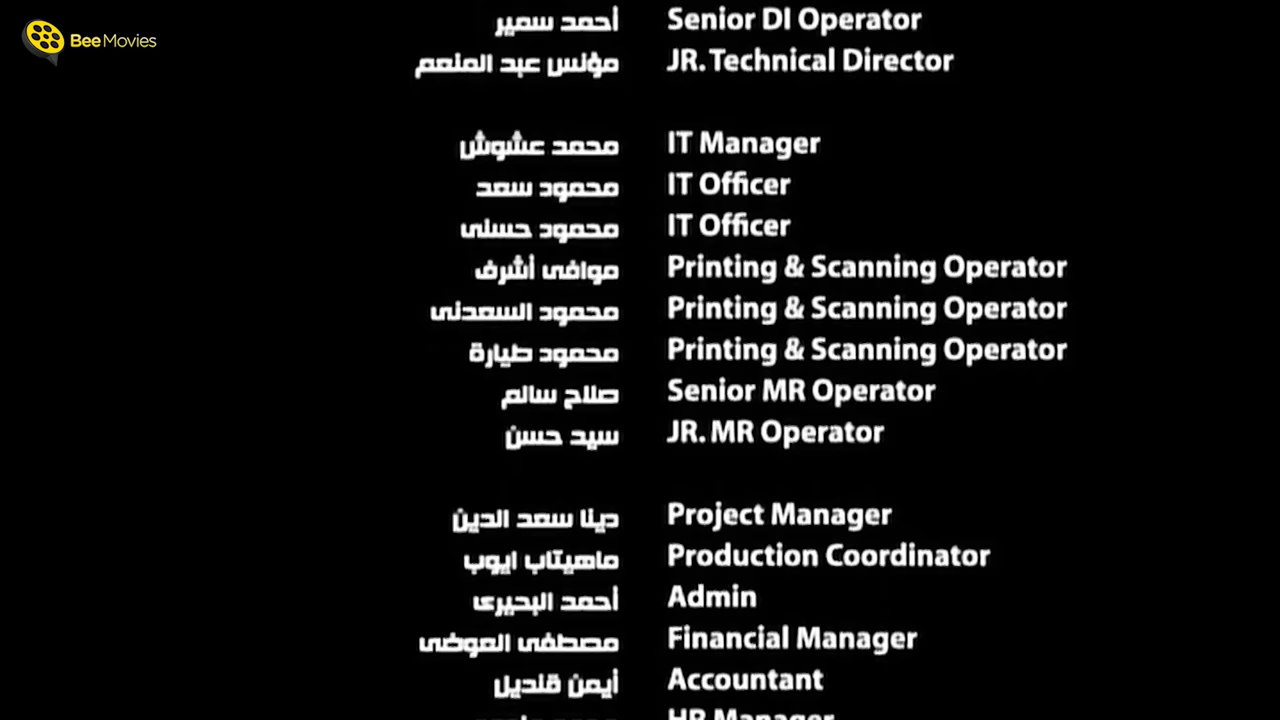 BeeMovies
Senior DI Operator أحمد سمير
JR. Technical Director مؤنس عبد المنعم
IT Manager محمد عشوش
IT Officer محمود سعد
IT Officer محمود حسنى
Printing & Scanning Operator موافى أشرف
Printing & Scanning Operator محمود السعدنى
Printing & Scanning Operator محمود طيارة
Senior MR Operator صلاح سالم
JR. MR Operator سيد حسن
Project Manager دينا سعد الدين
Production Coordinator ماهيتاب ايوب
Admin أحمد البحيرى
Financial Manager مصطفى العوضى
Accountant أيمن قنديل
HR Manager